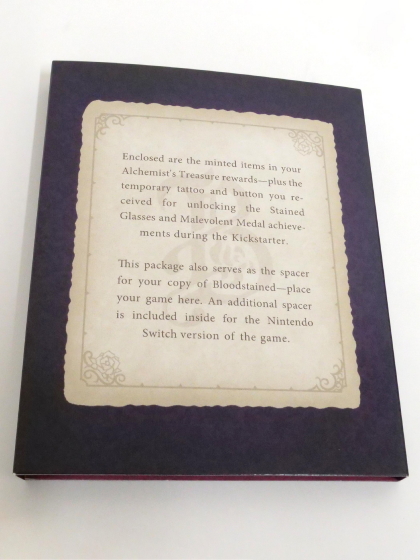 Enclosed are the minted items in your
Alchemist's Treasure rewards—plus the
temporary tattoo and button you re-
ceived for unlocking the Stained
Glasses and Malevolent Medal achieve-
ments during the Kickstarter.
This package also serves as the spacer
for your copy of Bloodstained—place
your game here. An additional spacer
is included inside for the Nintendo
Switch version of the game.